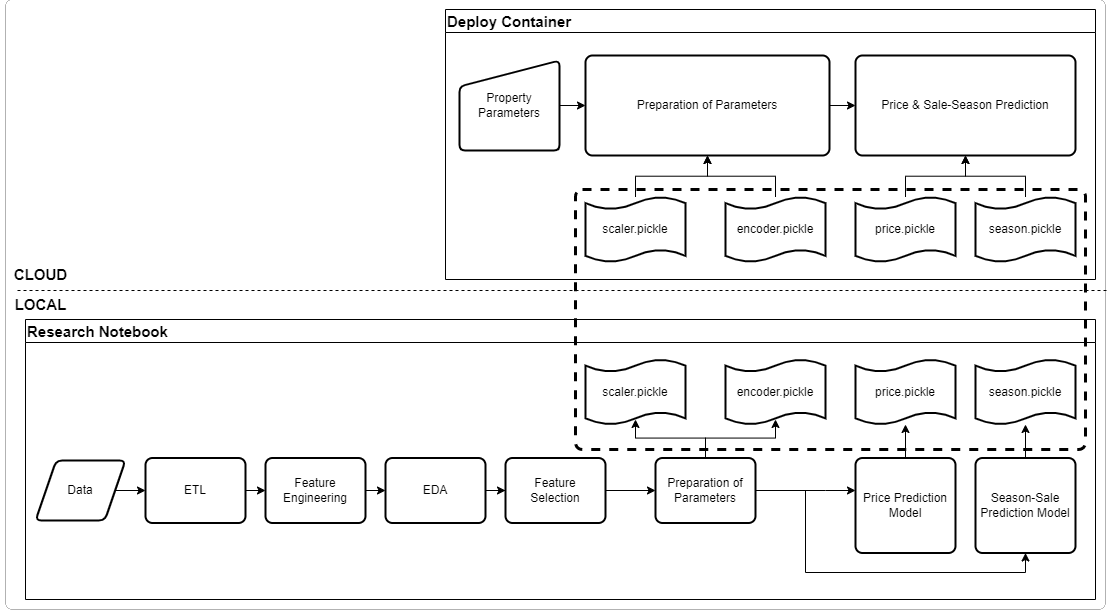 Deploy Container
Property
Parameters
Preparation of Parameters
Price & Sale-Season Prediction
scaler.pickle
encoder.pickle
price.pickle
season.pickle
CLOUD
LOCAL
Research Notebook
scaler.pickle
encoder.pickle
price.pickle
season.pickle
Data
ETL
Feature
Engineering
EDA
Feature
Selection
Preparation of
Parameters
Price Prediction
Model
Season-Sale
Prediction Model